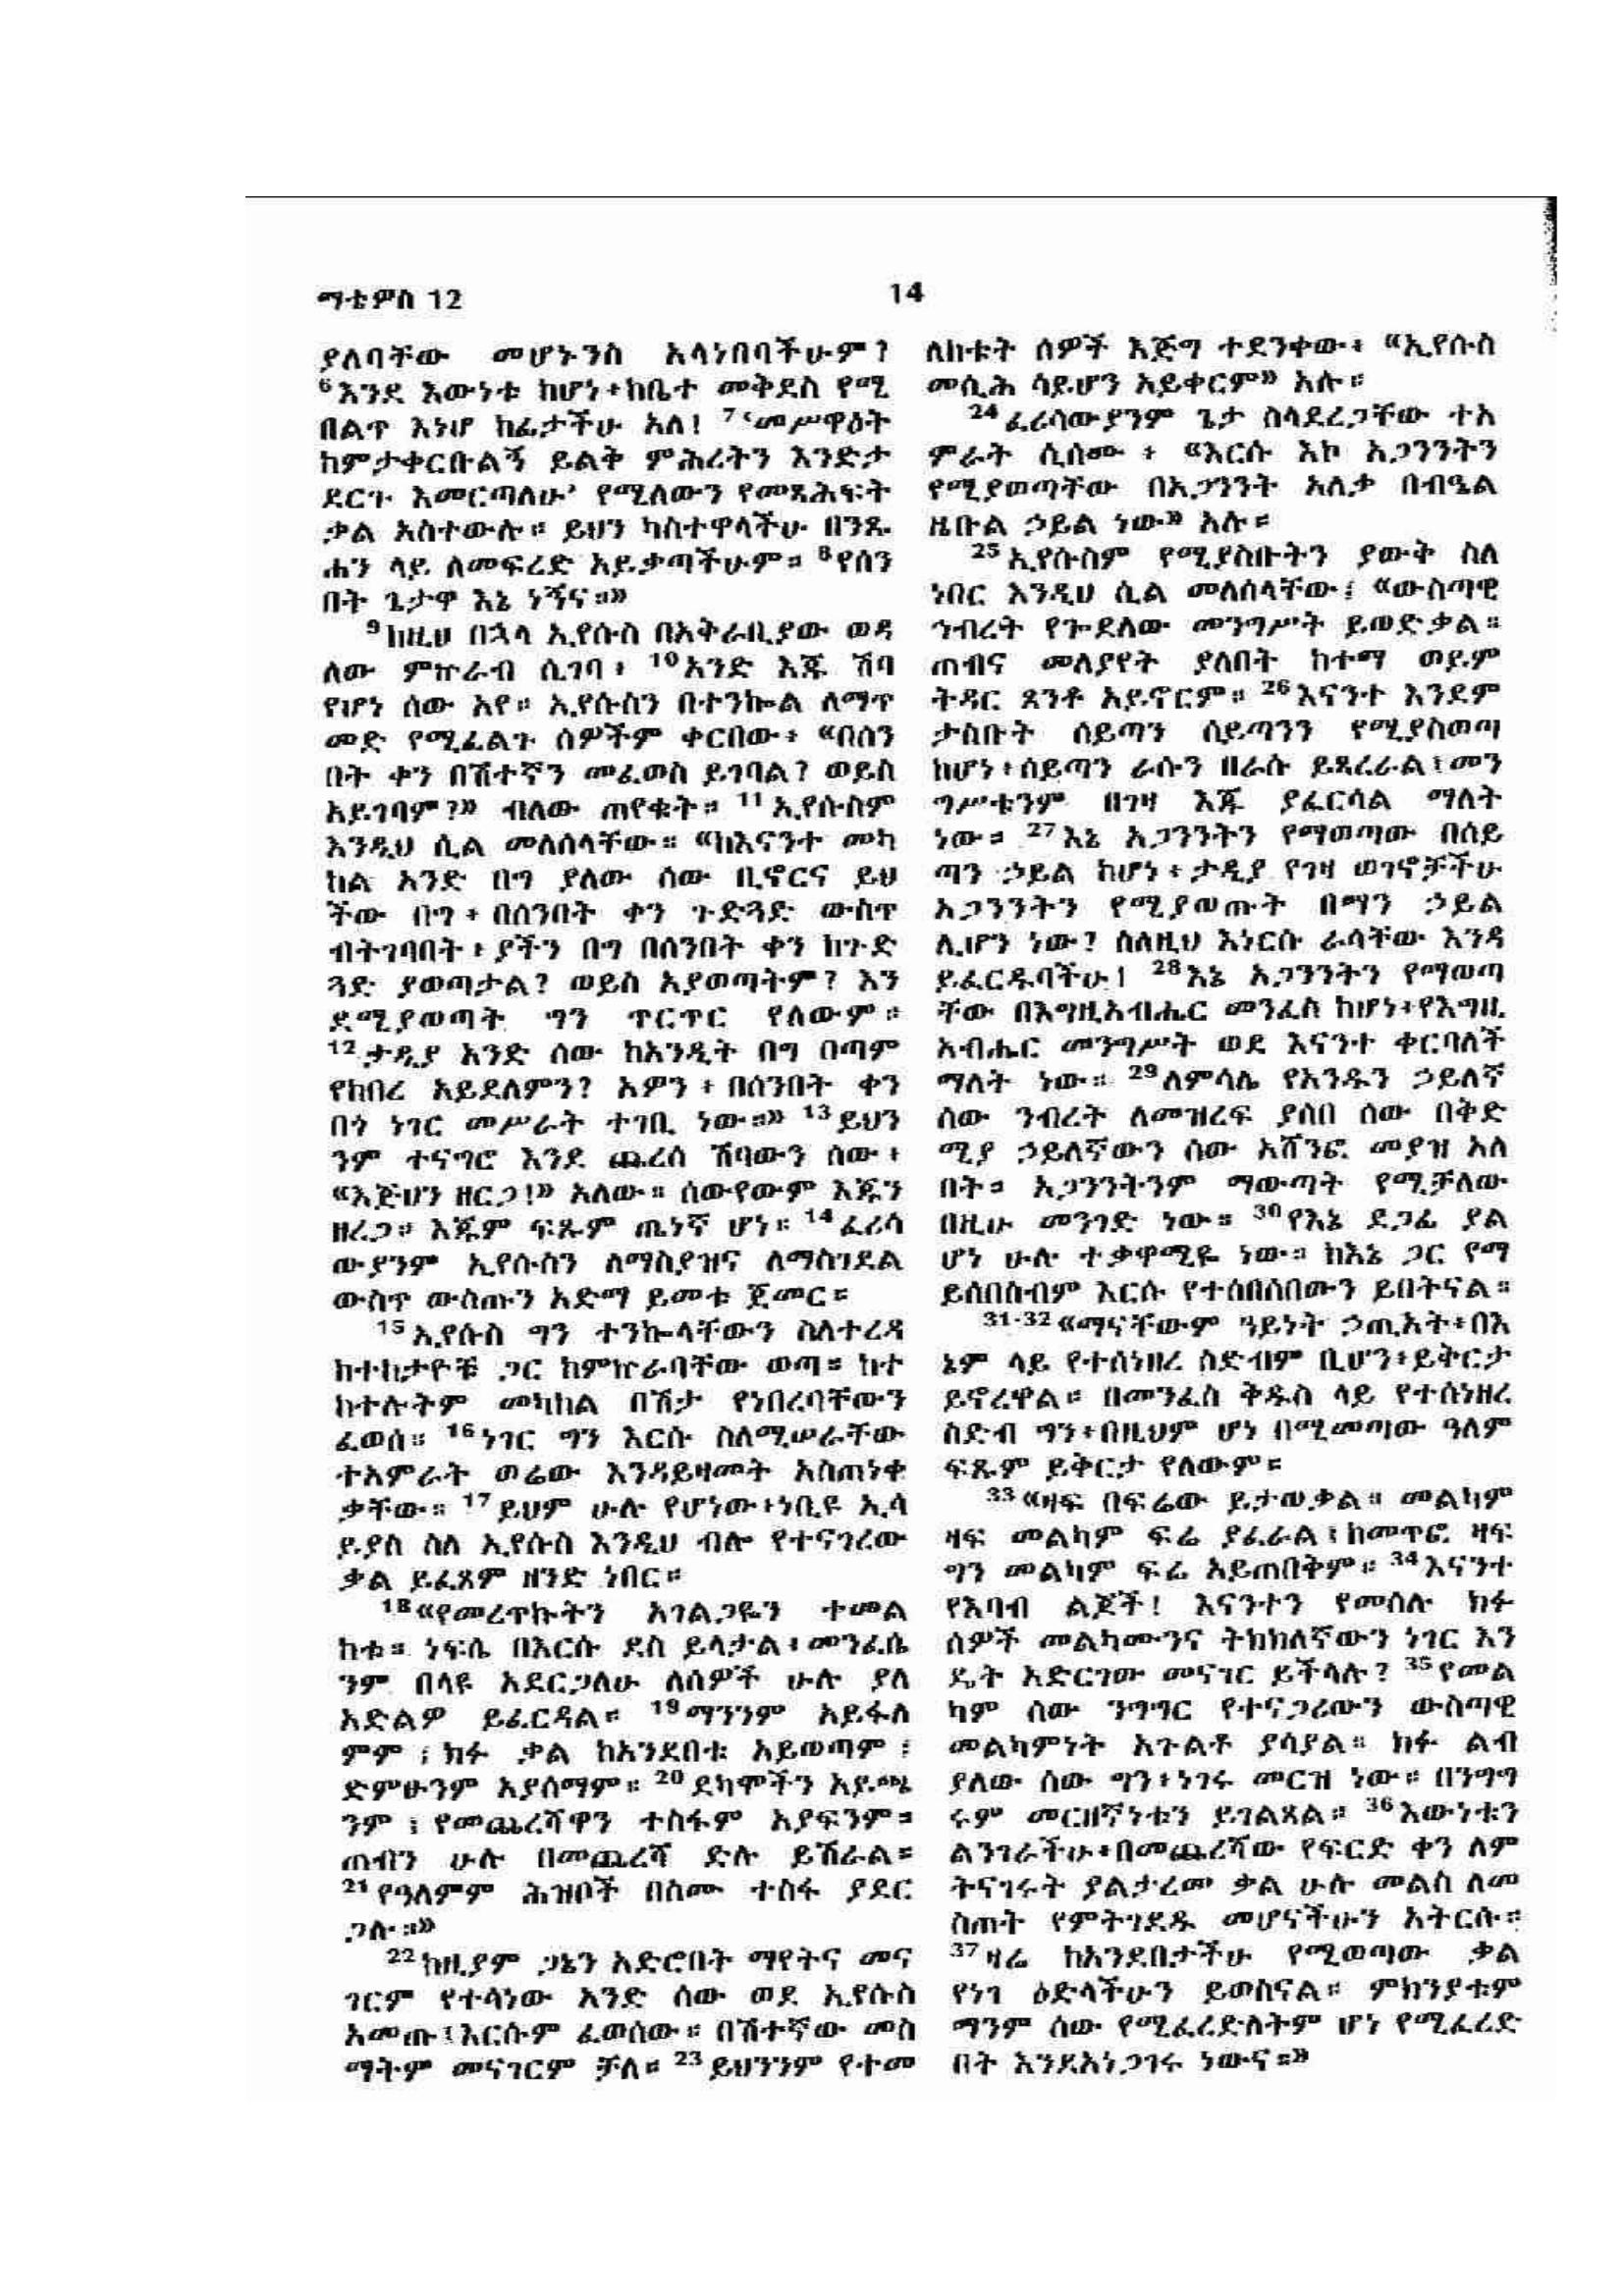 ማቴዎስ 12
14
ያለባቸው መሆኑንስ አላነበባችሁም?
6እንደ እውነቱ ከሆነ፥ከቤተ መቅደስ የሚ
በልጥ እነሆ ከፊታችሁ አለ! 7‘መሥዋዕት
ከምታቀርቡልኝ ይልቅ ምሕረትን እንድታ
ደርጉ እመርጣለሁ’ የሚለውን የመጻሕፍት
ቃል አስተውሉ። ይህን ካስተዋላችሁ በንጹ
ሐን ላይ ለመፍረድ አይቃጣችሁም። 8የሰን
በት ጌታዋ እኔ ነኝና።»
9ከዚህ በኋላ ኢየሱስ በአቅራቢያው ወዳ
ለው ምኵራብ ሲገባ፥ 10አንድ እጁ ሽባ
የሆነ ሰው አየ። ኢየሱስን በተንኰል ለማጥ
መድ የሚፈልጉ ሰዎችም ቀርበው፥ «በሰን
በት ቀን በሽተኛን መፈወስ ይገባል? ወይስ
አይገባም?» ብለው ጠየቁት። 11ኢየሱስም
እንዲህ ሲል መለሰላቸው። «ከእናንተ መካ
ከል አንድ በግ ያለው ሰው ቢኖርና ይህ
ችው በግ፥ በሰንበት ቀን ጉድጓድ ውስጥ
ብትገባበት፥ ያችን በግ በሰንበት ቀን ከጉድ
ጓድ ያወጣታል? ወይስ አያወጣትም? እን
ደሚያወጣት ግን ጥርጥር የለውም።
12ታዲያ አንድ ሰው ከአንዲት በግ በጣም
የከበረ አይደለምን? አዎን፥ በሰንበት ቀን
በጎ ነገር መሥራት ተገቢ ነው።» 13ይህን
ንም ተናግሮ እንደ ጨረሰ ሽባውን ሰው፥
«እጅህን ዘርጋ!» አለው። ሰውየውም እጁን
ዘረጋ። እጁም ፍጹም ጤነኛ ሆነ። 14ፈሪሳ
ውያንም ኢየሱስን ለማስያዝና ለማስገደል
ውስጥ ውስጡን አድማ ይመቱ ጀመር።
15ኢየሱስ ግን ተንኰላቸውን ስለተረዳ
ከተከታዮቹ ጋር ከምኵራባቸው ወጣ። ከተ
ከተሉትም መካከል በሽታ የነበረባቸውን
ፈወሰ። 16ነገር ግን እርሱ ስለሚሠራቸው
ተአምራት ወሬው እንዳይዛመት አስጠነቀ
ቃቸው። 17ይህም ሁሉ የሆነው፥ነቢዩ ኢሳ
ይያስ ስለ ኢየሱስ እንዲህ ብሎ የተናገረው
ቃል ይፈጸም ዘንድ ነበር።
18«የመረጥኩትን አገልጋዬን ተመል
ከቱ። ነፍሴ በእርሱ ደስ ይላታል፥መንፈሴ
ንም በላዩ አደርጋለሁ ለሰዎች ሁሉ ያለ
አድልዎ ይፈርዳል። 19ማንንም አይፋለ
ምም ፤ ክፉ ቃል ከአንደበቱ አይወጣም ፤
ድምፁንም አያሰማም። 20ደካሞችን አይጫ
ንም ፤ የመጨረሻዋን ተስፋም አያፍንም።
ጠብን ሁሉ በመጨረሻ ድሉ ይሽራል።
21የዓለምም ሕዝቦች በስሙ ተስፋ ያደር
ጋሉ።»
22ከዚያም ጋኔን አድሮበት ማየትና መና
ገርም የተሳነው አንድ ሰው ወደ ኢየሱስ
አመጡ፤እርሱም ፈወሰው። በሽተኛው መስ
ማትም መናገርም ቻለ። 23ይህንንም የተመ
ለከቱት ሰዎች እጅግ ተደንቀው፥ «ኢየሱስ
መሲሕ ሳይሆን አይቀርም» አሉ።
24ፈሪሳውያንም ጌታ ስላደረጋቸው ተአ
ምራት ሲሰሙ ፥ «እርሱ እኮ አጋንንትን
የሚያወጣቸው በአጋንንት አለቃ በብዔል
ዜቡል ኃይል ነው» አሉ።
25ኢየሱስም የሚያስቡትን ያውቅ ስለ
ነበር እንዲህ ሲል መለሰላቸው፤ «ውስጣዊ
ኅብረት የጐደለው መንግሥት ይወድቃል።
ጠብና መለያየት ያለበት ከተማ ወይም
ትዳር ጸንቶ አይኖርም። 26እናንተ እንደም
ታስቡት ሰይጣን ሰይጣንን የሚያስወጣ
ከሆነ፥ሰይጣን ራሱን በራሱ ይጻረራል፤መን
ግሥቱንም በገዛ እጁ ያፈርሳል ማለት
ነው። 27እኔ አጋንንትን የማወጣው በሰይ
ጣን ኃይል ከሆነ፥ ታዲያ የገዛ ወገኖቻችሁ
አጋንንትን የሚያወጡት በማን ኃይል
ሊሆን ነው? ስለዚህ እነርሱ ራሳቸው እንዳ
ይፈርዱባችሁ! 28እኔ አጋንንትን የማወጣ
ቸው በእግዚአብሔር መንፈስ ከሆነ፥የእግዚ
አብሔር መንግሥት ወደ እናንተ ቀርባለች
ማለት ነው። 29ለምሳሌ የአንዱን ኃይለኛ
ሰው ንብረት ለመዝረፍ ያሰበ ሰው በቅድ
ሚያ ኃይለኛውን ሰው አሸንፎ መያዝ አለ
በት። አጋንንትንም ማውጣት የሚቻለው
በዚሁ መንገድ ነው። 30የእኔ ደጋፊ ያል
ሆነ ሁሉ ተቃዋሚዬ ነው። ከእኔ ጋር የማ
ይሰበስብም እርሱ የተሰበሰበውን ይበትናል።
31-32«ማናቸውም ዓይነት ኃጢአት፥በእ
ኔም ላይ የተሰነዘረ ስድብም ቢሆን፥ይቅርታ
ይኖረዋል። በመንፈስ ቅዱስ ላይ የተሰነዘረ
ስድብ ግን፥በዚህም ሆነ በሚመጣው ዓለም
ፍጹም ይቅርታ የለውም።
33«ዛፍ በፍሬው ይታወቃል። መልካም
ዛፍ መልካም ፍሬ ያፈራል፤ከመጥፎ ዛፍ
ግን መልካም ፍሬ አይጠበቅም። 34እናንተ
የእባብ ልጆች! እናንተን የመሰሉ ክፉ
ሰዎች መልካሙንና ትክክለኛውን ነገር እን
ዴት አድርገው መናገር ይችላሉ? 35የመል
ካም ሰው ንግግር የተናጋሪውን ውስጣዊ
መልካምነት አጉልቶ ያሳያል። ክፉ ልብ
ያለው ሰው ግን፥ነገሩ መርዝ ነው። በንግግ
ሩም መርዘኛነቱን ይገልጻል። 36እውነቱን
ልንገራችሁ፥በመጨረሻው የፍርድ ቀን ለም
ትናገሩት ያልታረመ ቃል ሁሉ መልስ ለመ
ስጠት የምትገደዱ መሆናችሁን አትርሱ።
37ዛሬ ከአንደበታችሁ የሚወጣው ቃል
የነገ ዕድላችሁን ይወስናል። ምክንያቱም
ማንም ሰው የሚፈረድለትም ሆነ የሚፈረድ
በት እንደአነጋገሩ ነውና።»